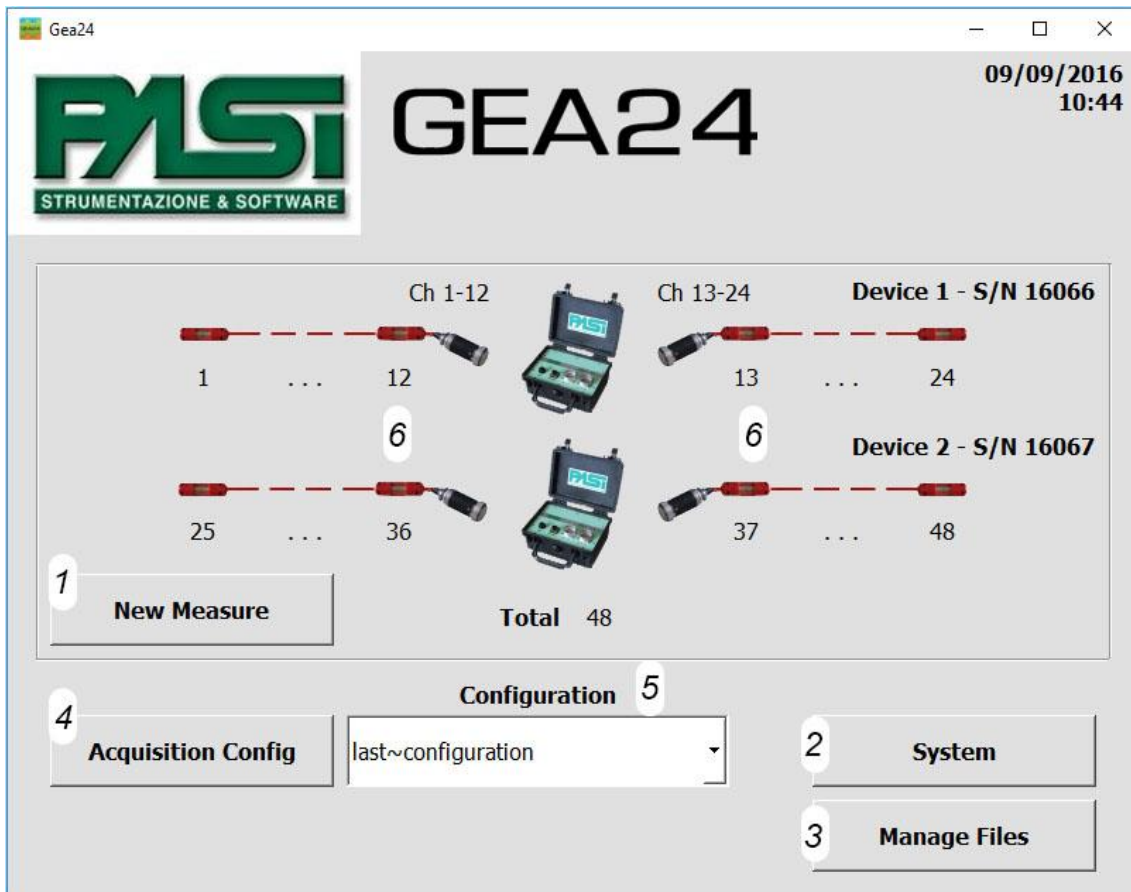 Gea24
PASI
STRUMENTAZIONE & SOFTWARE
GEA24
09/09/2016
10:44
Ch 1-12
PASI
Ch 13-24
Device 1 - S/N 16066
1 ... 12
13 ... 24
6
6
Device 2 - S/N 16067
PASI
25 ... 36
37 ... 48
1
New Measure
Total 48
Configuration 5
4
Acquisition Config
last~configuration
2
System
3
Manage Files